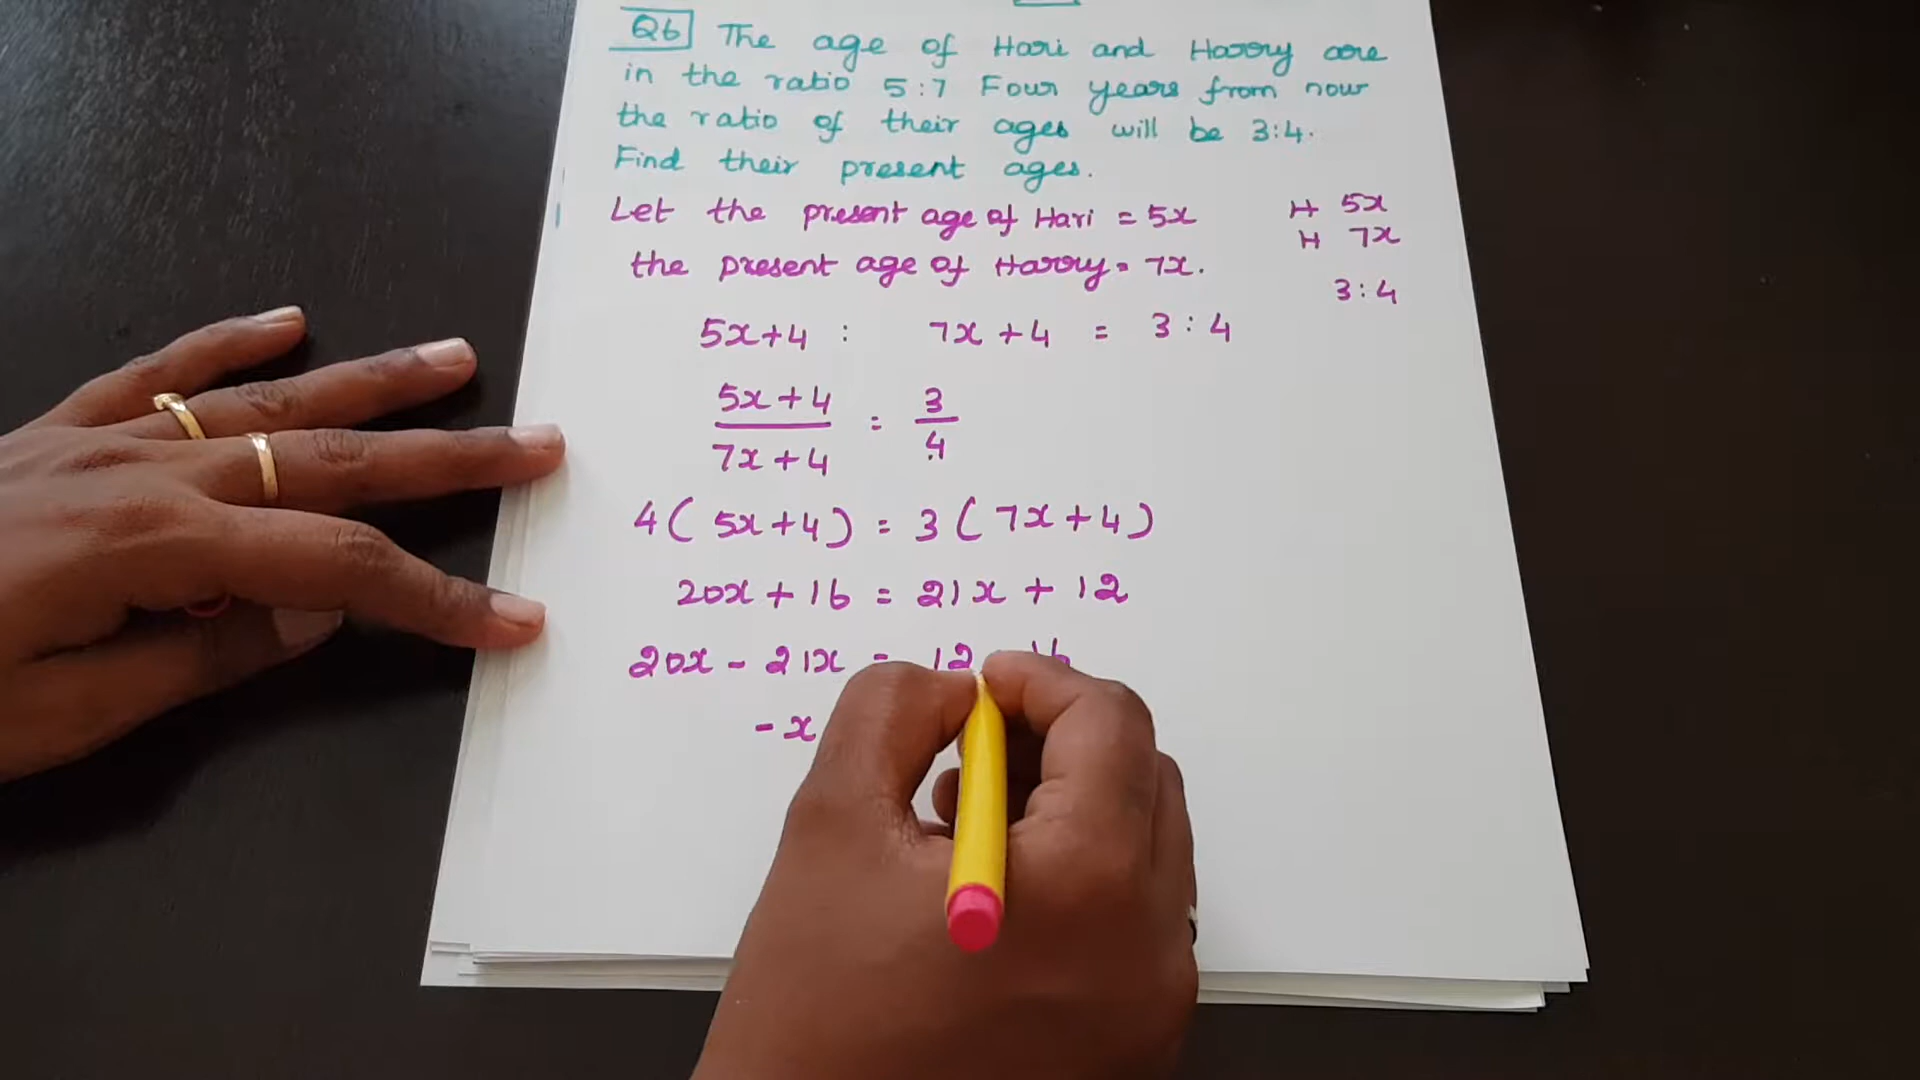 Q6 The age of Hari and Harry are
in the ratio 5:7 Four years from now
the ratio of their ages will be 3:4.
Find their present ages.
Let the present age of Hari = 5x
H 5x
the present age of Harry = 7x.
H 7x
3:4
5x+4 : 7x+4 = 3:4
5x+4 = 3
7x+4 4
4(5x+4) = 3(7x+4)
20x+16 = 21x+12
20x-21x = 12 16
-x